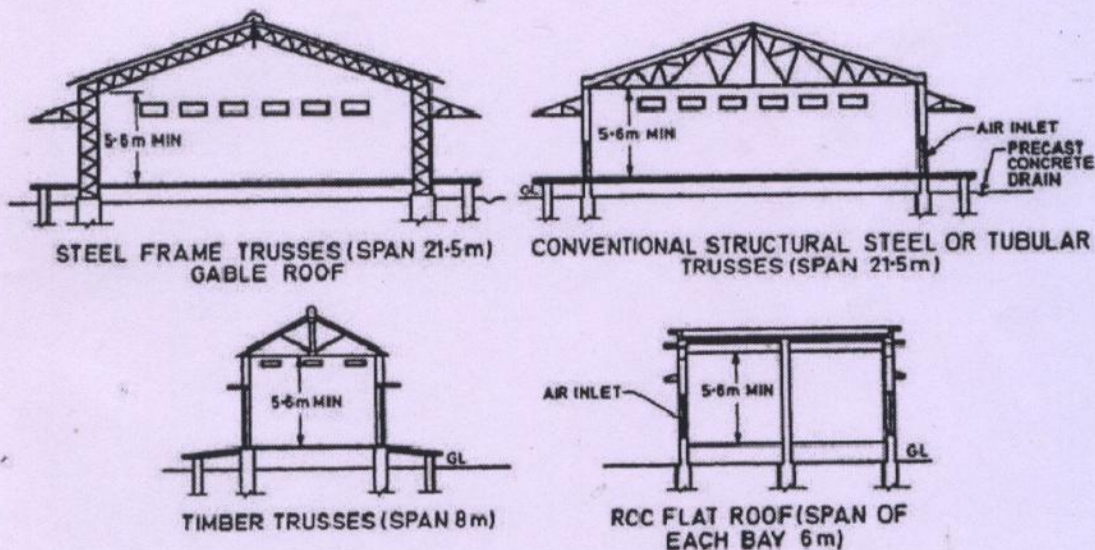 5·6m MIN
STEEL FRAME TRUSSES (SPAN 21·5m)
GABLE ROOF
5·6m MIN
AIR INLET
PRECAST
CONCRETE
DRAIN
GL
CONVENTIONAL STRUCTURAL STEEL OR TUBULAR
TRUSSES (SPAN 21·5m)
5·6m MIN
GL
TIMBER TRUSSES (SPAN 8m)
AIR INLET
5·6m MIN
GL
RCC FLAT ROOF (SPAN OF
EACH BAY 6m)